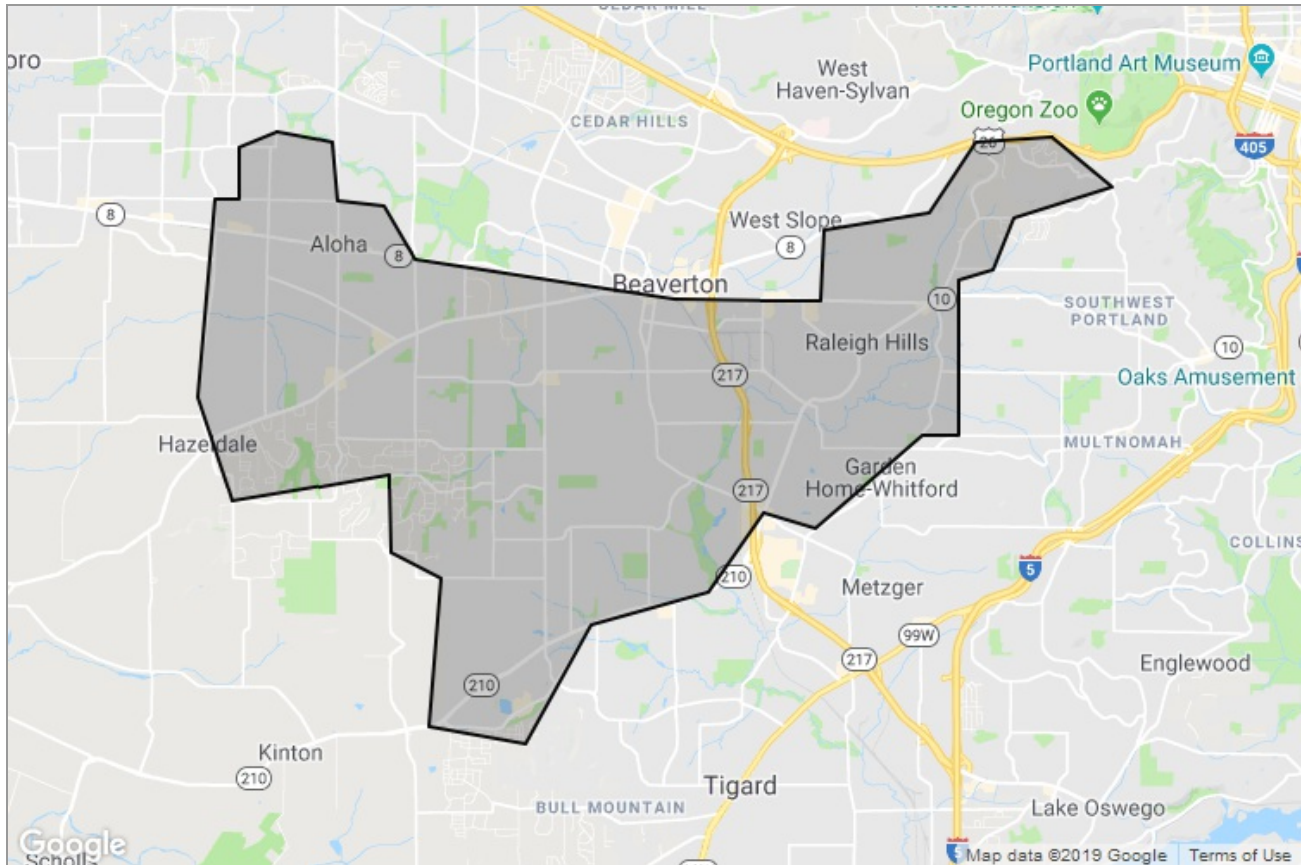 CEDAR MILL
oro
West
Haven-Sylvan
Portland Art Museum
Oregon Zoo
CEDAR HILLS
26
405
8
West Slope
8
Aloha
8
Beaverton
10
SOUTHWEST
PORTLAND
Raleigh Hills
10
217
Oaks Amusement
Hazeldale
MULTNOMAH
Garden
Home-Whitford
217
COLLINS
5
210
Metzger
99W
217
Englewood
210
Kinton
210
Tigard
BULL MOUNTAIN
Lake Oswego
Google
Scholls
5
Map data ©2019 Google
Terms of Use